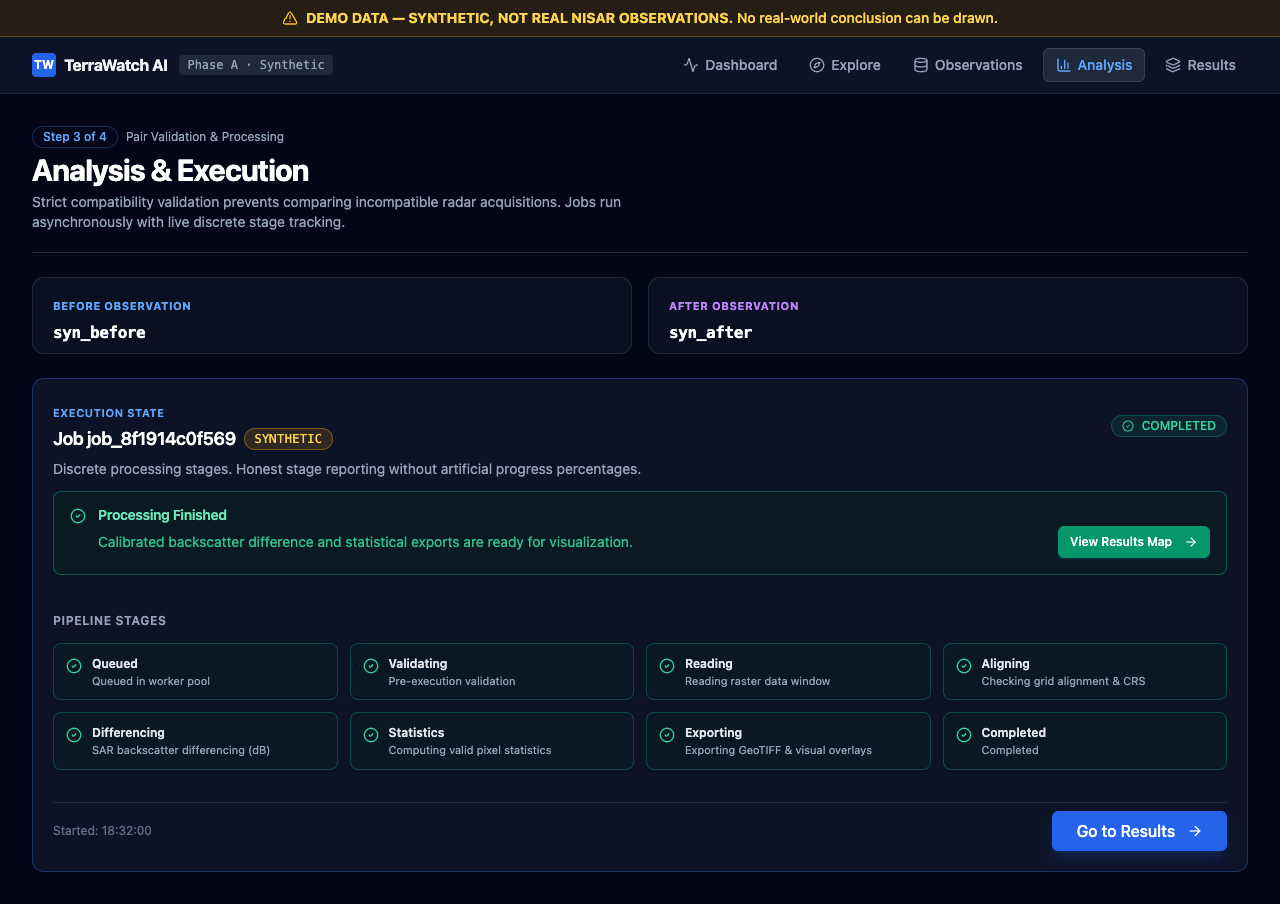 DEMO DATA — SYNTHETIC, NOT REAL NISAR OBSERVATIONS. No real-world conclusion can be drawn.
TW TerraWatch AI Phase A · Synthetic Dashboard Explore Observations Analysis Results
Step 3 of 4 Pair Validation & Processing
Analysis & Execution
Strict compatibility validation prevents comparing incompatible radar acquisitions. Jobs run
asynchronously with live discrete stage tracking.
BEFORE OBSERVATION
syn_before
AFTER OBSERVATION
syn_after
EXECUTION STATE
Job job_8f1914c0f569 SYNTHETIC
COMPLETED
Discrete processing stages. Honest stage reporting without artificial progress percentages.
Processing Finished
Calibrated backscatter difference and statistical exports are ready for visualization.
View Results Map
PIPELINE STAGES
Queued
Queued in worker pool
Validating
Pre-execution validation
Reading
Reading raster data window
Aligning
Checking grid alignment & CRS
Differencing
SAR backscatter differencing (dB)
Statistics
Computing valid pixel statistics
Exporting
Exporting GeoTIFF & visual overlays
Completed
Completed
Started: 18:32:00
Go to Results